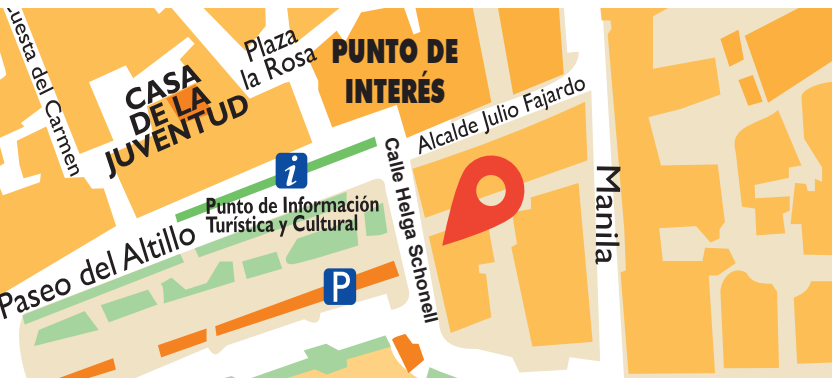 Cuesta del Carmen
CASA
DE LA
JUVENTUD
Plaza
la Rosa
PUNTO DE
INTERÉS
Alcalde Julio Fajardo
i
Punto de Información
Turística y Cultural
Paseo del Altillo
P
Calle Helga Schonell
Manila